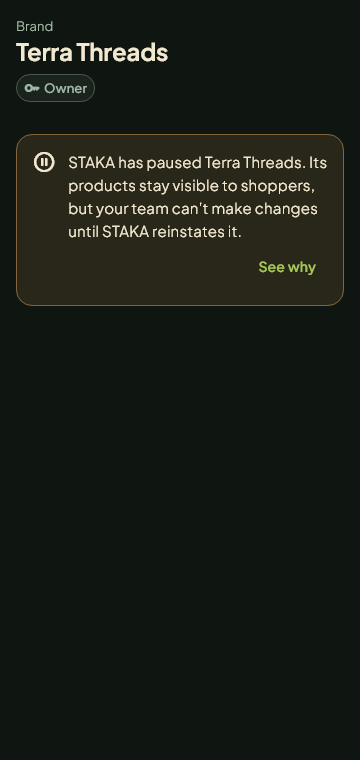 Brand
Terra Threads
Owner
STAKA has paused Terra Threads. Its
products stay visible to shoppers,
but your team can't make changes
until STAKA reinstates it.
See why